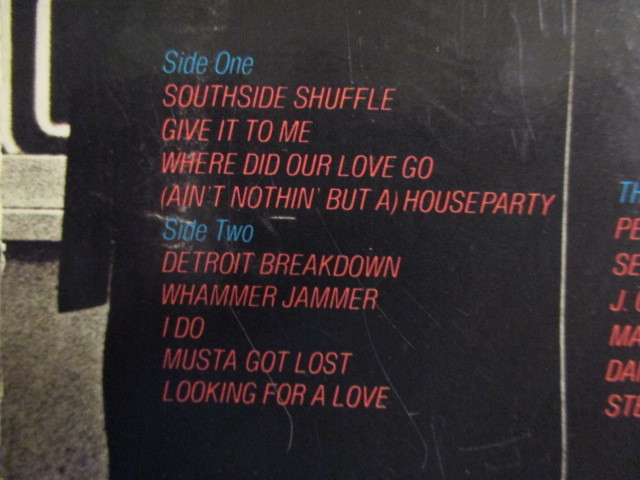 Side One
SOUTHSIDE SHUFFLE
GIVE IT TO ME
WHERE DID OUR LOVE GO
(AIN'T NOTHIN' BUT A) HOUSEPARTY
Side Two
DETROIT BREAKDOWN
WHAMMER JAMMER
I DO
MUSTA GOT LOST
LOOKING FOR A LOVE